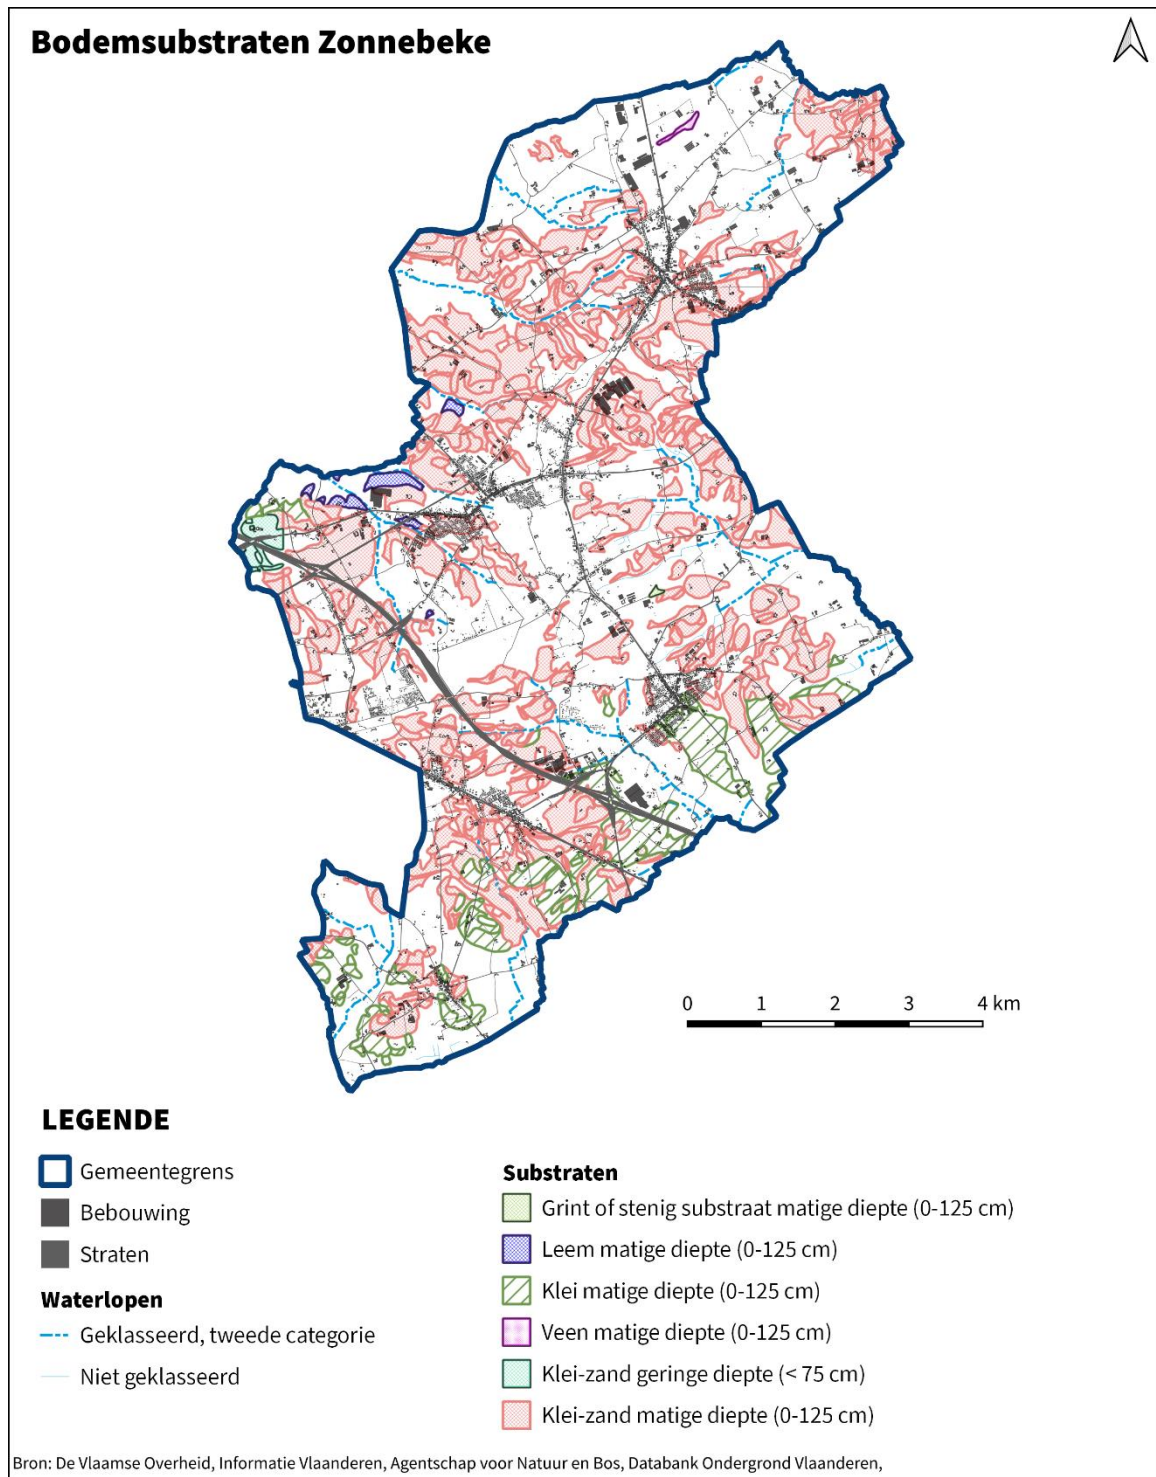 Bodemsubstraten Zonnebeke
0 1 2 3 4 km
LEGENDE
Gemeentegrens
Bebouwing
Straten
Waterlopen
Geklasseerd, tweede categorie
Niet geklasseerd
Substraten
Grint of stenig substraat matige diepte (0-125 cm)
Leem matige diepte (0-125 cm)
Klei matige diepte (0-125 cm)
Veen matige diepte (0-125 cm)
Klei-zand geringe diepte (< 75 cm)
Klei-zand matige diepte (0-125 cm)
Bron: De Vlaamse Overheid, Informatie Vlaanderen, Agentschap voor Natuur en Bos, Databank Ondergrond Vlaanderen,